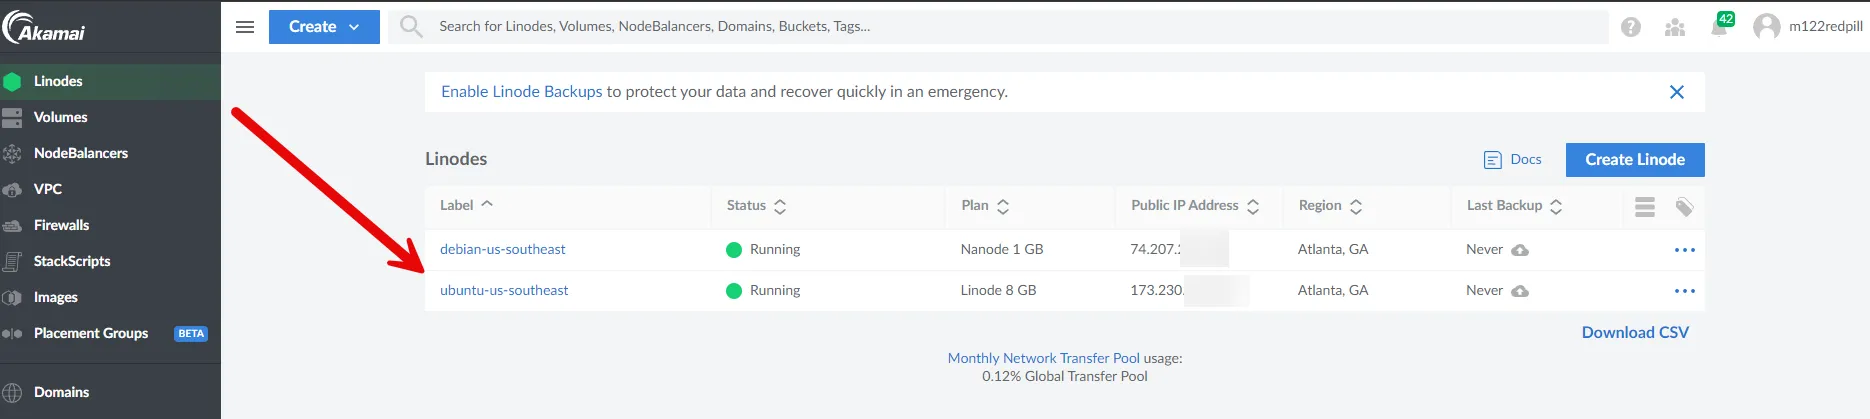 Akamai
Create
Search for Linodes, Volumes, NodeBalancers, Domains, Buckets, Tags...
42
m122redpill
Linodes
Volumes
NodeBalancers
VPC
Firewalls
StackScripts
Images
Placement Groups BETA
Domains
Enable Linode Backups to protect your data and recover quickly in an emergency.
Linodes
Docs
Create Linode
Label Status Plan Public IP Address Region Last Backup
debian-us-southeast Running Nanode 1 GB 74.207. Atlanta, GA Never
ubuntu-us-southeast Running Linode 8 GB 173.230. Atlanta, GA Never
Download CSV
Monthly Network Transfer Pool usage:
0.12% Global Transfer Pool